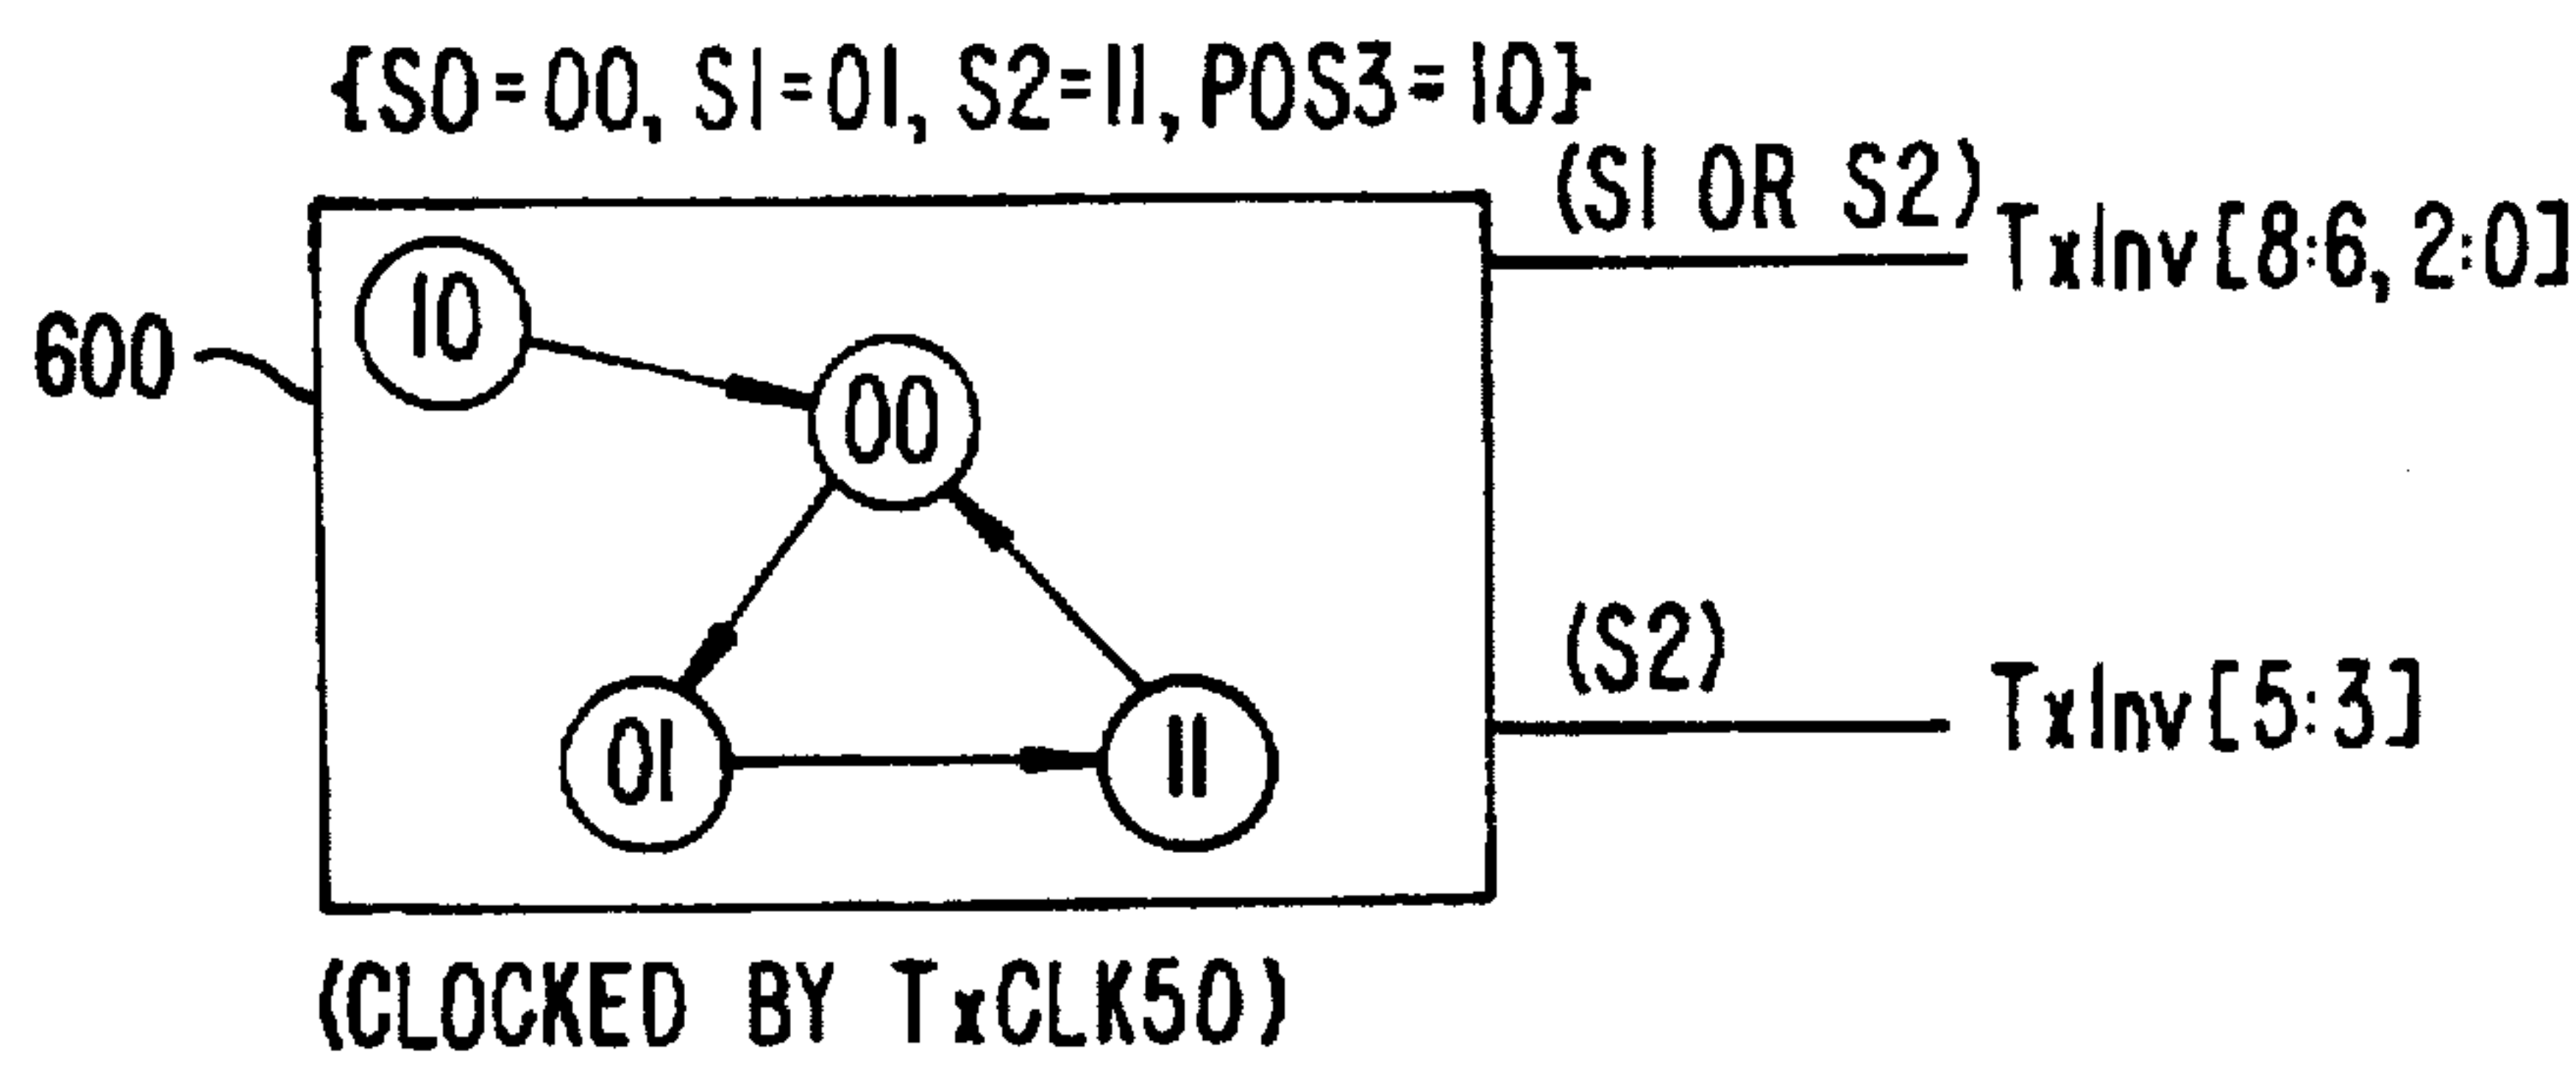 {S0=00, S1=01, S2=11, POS3=10}
(S1 OR S2)
TxInv[8:6, 2:0]
10
600
00
(S2)
TxInv[5:3]
01
11
(CLOCKED BY TxCLK50)